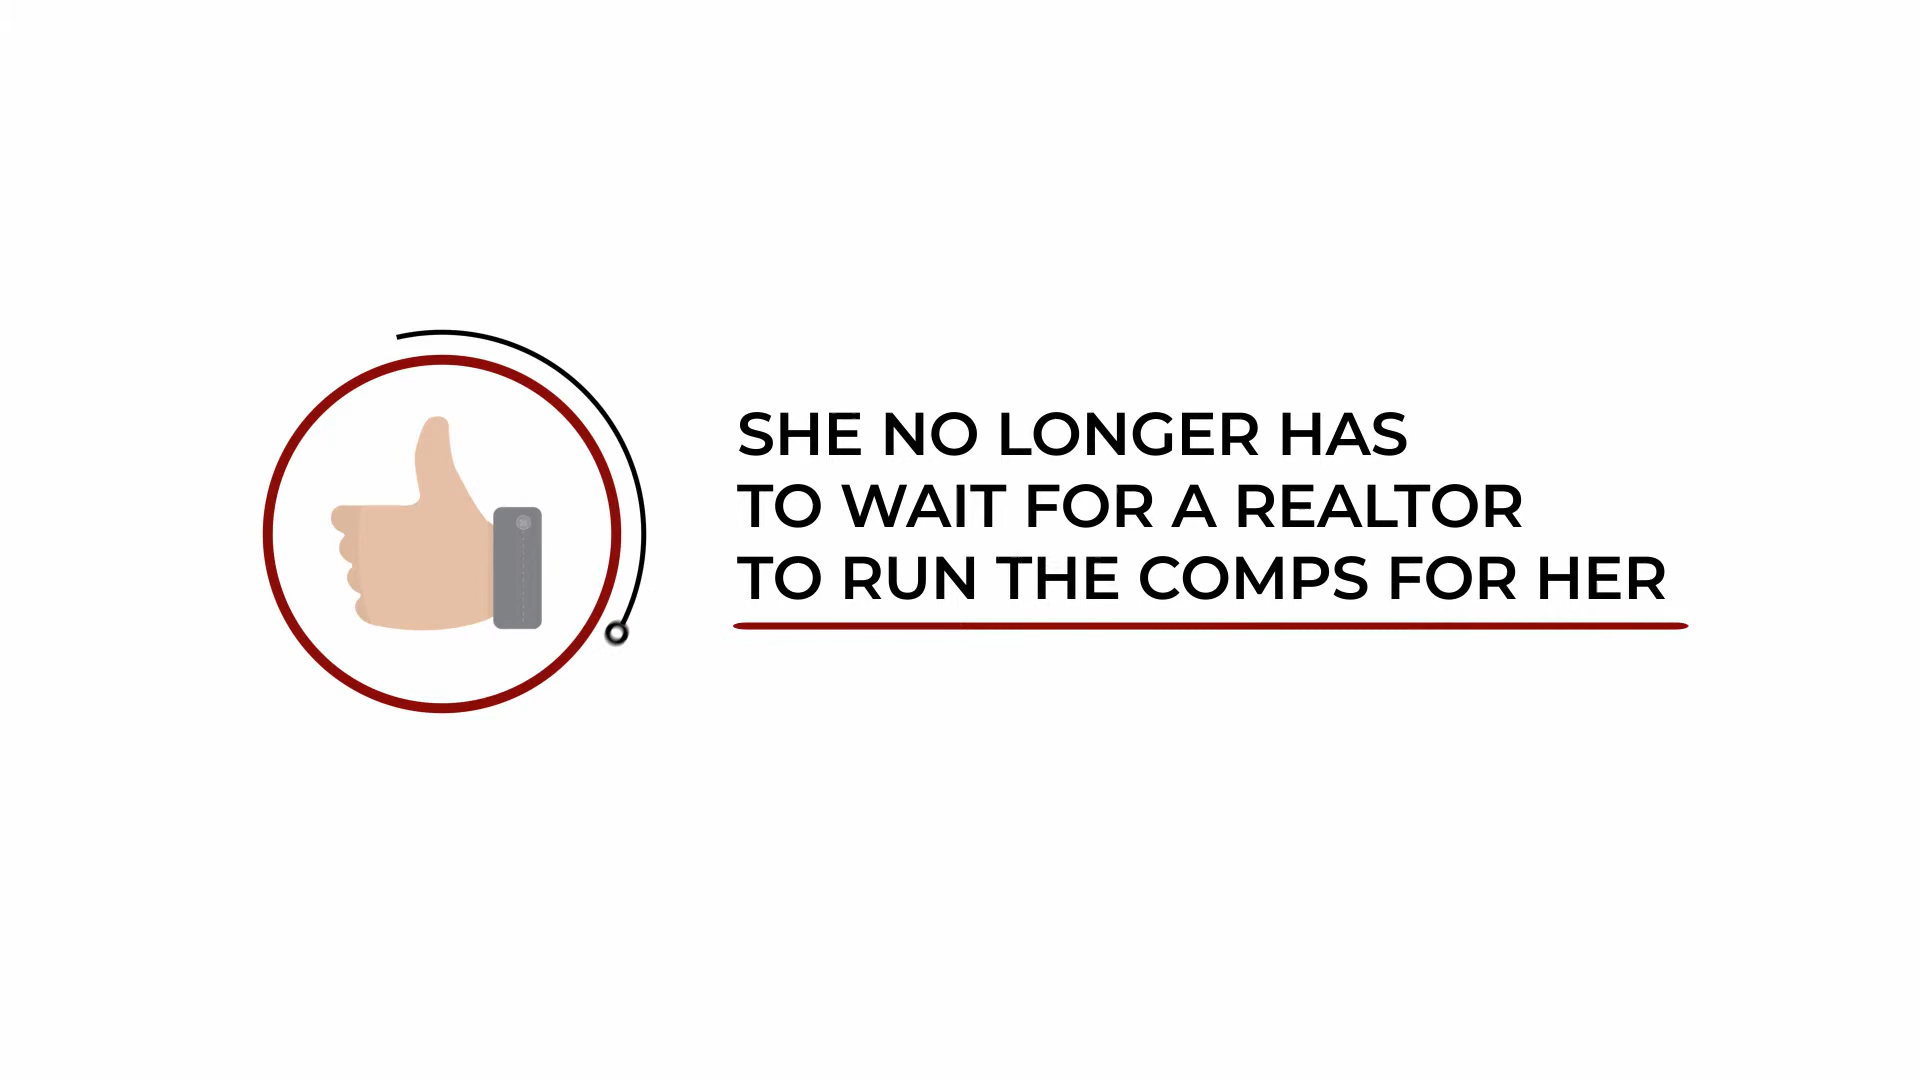 SHE NO LONGER HAS
TO WAIT FOR A REALTOR
TO RUN THE COMPS FOR HER